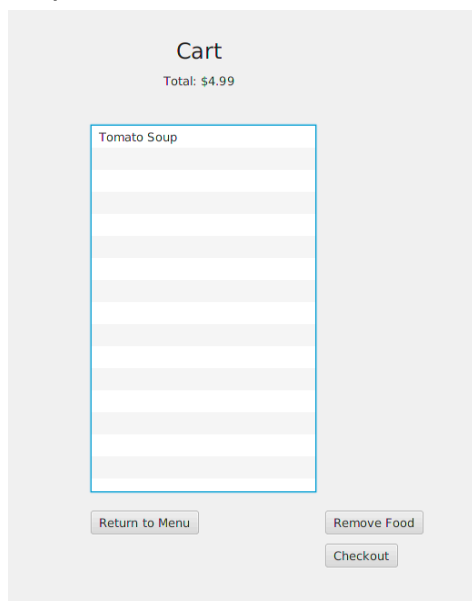 Cart
Total: $4.99
Tomato Soup
Return to Menu
Remove Food
Checkout